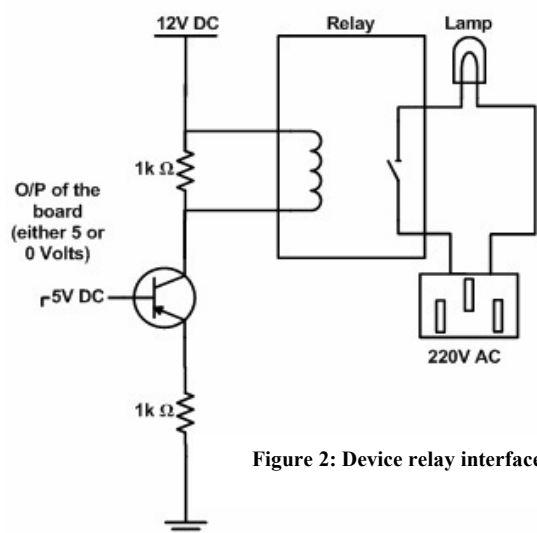 12V DC
Relay
Lamp
1k Ω
O/P of the
board
(either 5 or
0 Volts)
┌5V DC
220V AC
1k Ω
Figure 2: Device relay interface